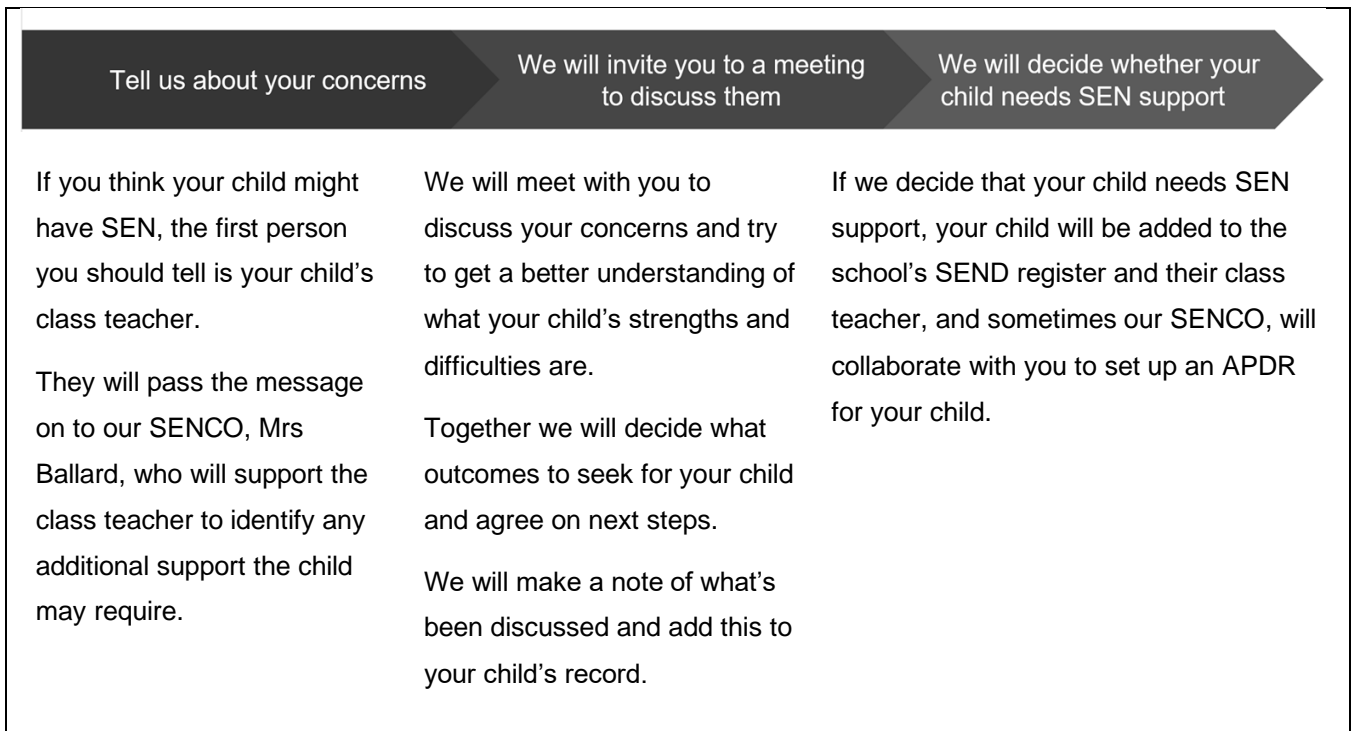 Tell us about your concerns
We will invite you to a meeting
to discuss them
We will decide whether your
child needs SEN support
If you think your child might
have SEN, the first person
you should tell is your child’s
class teacher.
They will pass the message
on to our SENCO, Mrs
Ballard, who will support the
class teacher to identify any
additional support the child
may require.
We will meet with you to
discuss your concerns and try
to get a better understanding of
what your child’s strengths and
difficulties are.
Together we will decide what
outcomes to seek for your child
and agree on next steps.
We will make a note of what’s
been discussed and add this to
your child’s record.
If we decide that your child needs SEN
support, your child will be added to the
school’s SEND register and their class
teacher, and sometimes our SENCO, will
collaborate with you to set up an APDR
for your child.